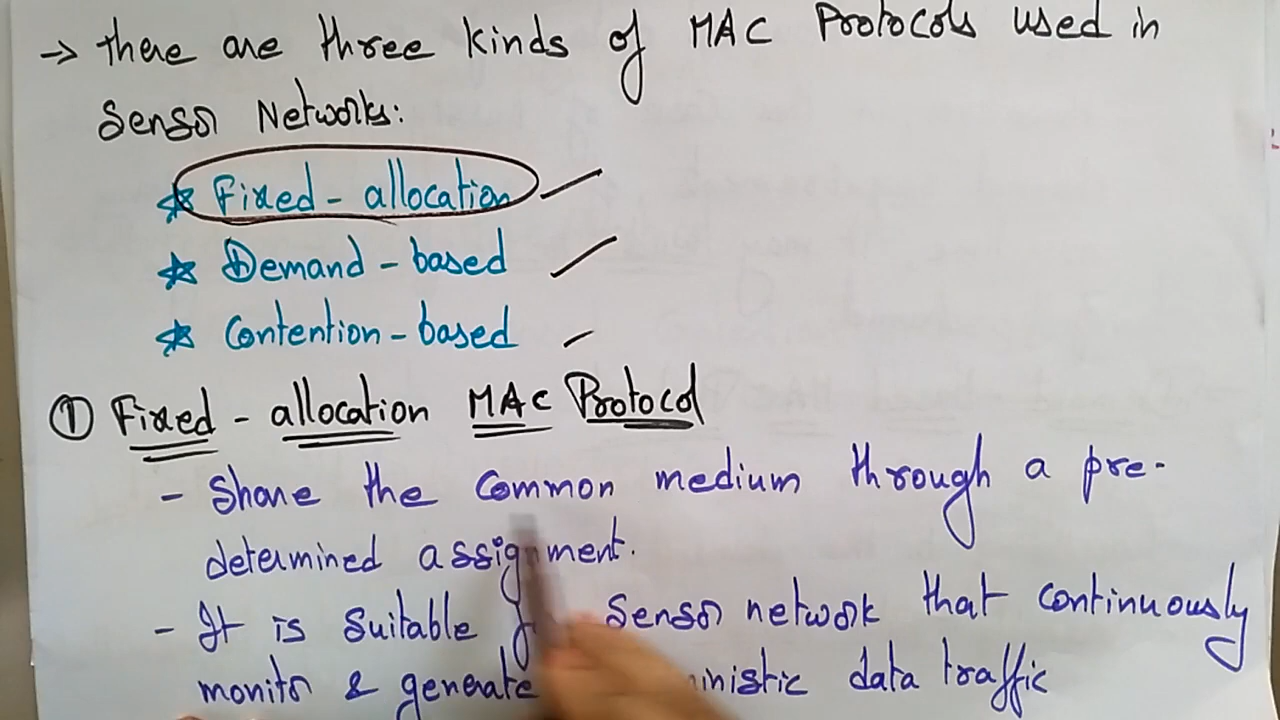 → there are three kinds of MAC Protocols used in
Sensor Networks:
☆ Fixed - allocation
☆ Demand - based
☆ Contention - based
① Fixed - allocation MAC Protocol
- Share the common medium through a pre-
determined assignment.
- It is suitable sensor network that continuously
monitor & generate data traffic